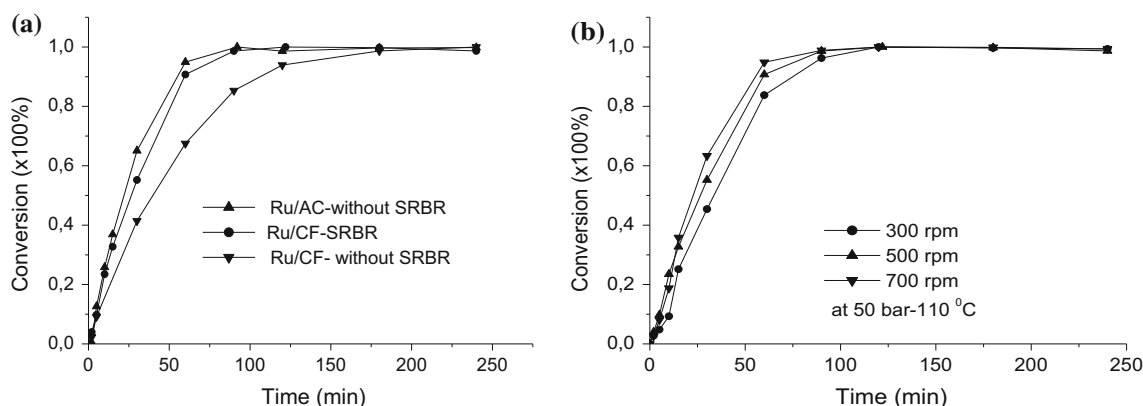 (a)
Conversion (x100%)
1,0
0,8
0,6
0,4
0,2
0,0
Ru/AC-without SRBR
Ru/CF-SRBR
Ru/CF- without SRBR
0 50 100 150 200 250
Time (min)
(b)
Conversion (x100%)
1,0
0,8
0,6
0,4
0,2
0,0
300 rpm
500 rpm
700 rpm
at 50 bar-110 ⁰C
0 50 100 150 200 250
Time (min)